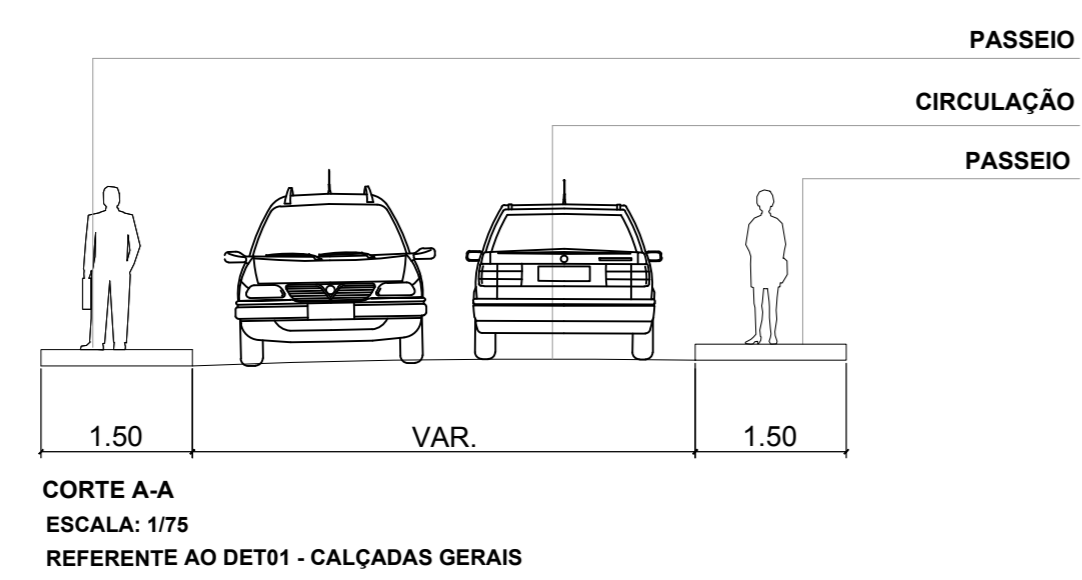 PASSEIO
CIRCULAÇÃO
PASSEIO
1.50 VAR. 1.50
CORTE A-A
ESCALA: 1/75
REFERENTE AO DET01 - CALÇADAS GERAIS